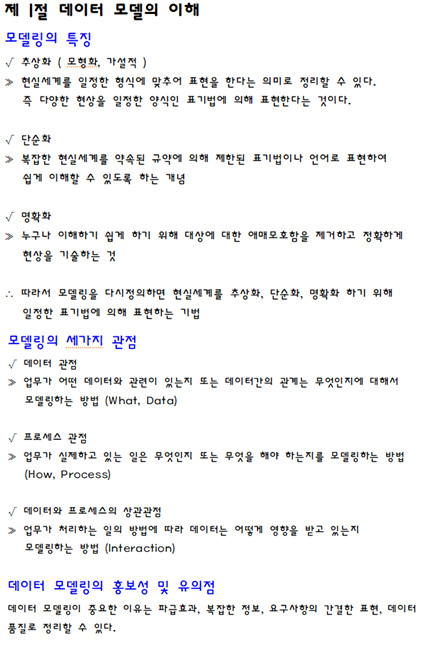 제 1절 데이터 모델의 이해
모델링의 특징
√ 추상화 ( 모형화, 가설적 )
≫ 현실세계를 일정한 형식에 맞추어 표현을 한다는 의미로 정리할 수 있다.
즉 다양한 현상을 일정한 양식인 표기법에 의해 표현한다는 것이다.
√ 단순화
≫ 복잡한 현실세계를 약속된 규약에 의해 제한된 표기법이나 언어로 표현하여
쉽게 이해할 수 있도록 하는 개념
√ 명확화
≫ 누구나 이해하기 쉽게 하기 위해 대상에 대한 애매모호함을 제거하고 정확하게
현상을 기술하는 것
∴ 따라서 모델링을 다시정의하면 현실세계를 추상화, 단순화, 명확화 하기 위해
일정한 표기법에 의해 표현하는 기법
모델링의 세가지 관점
√ 데이터 관점
≫ 업무가 어떤 데이터와 관련이 있는지 또는 데이터간의 관계는 무엇인지에 대해서
모델링하는 방법 (What, Data)
√ 프로세스 관점
≫ 업무가 실제하고 있는 일은 무엇인지 또는 무엇을 해야 하는지를 모델링하는 방법
(How, Process)
√ 데이터와 프로세스의 상관관점
≫ 업무가 처리하는 일의 방법에 따라 데이터는 어떻게 영향을 받고 있는지
모델링하는 방법 (Interaction)
데이터 모델링의 홍보성 및 유의점
데이터 모델링이 중요한 이유는 파급효과, 복잡한 정보, 요구사항의 간결한 표현, 데이터
품질로 정리할 수 있다.